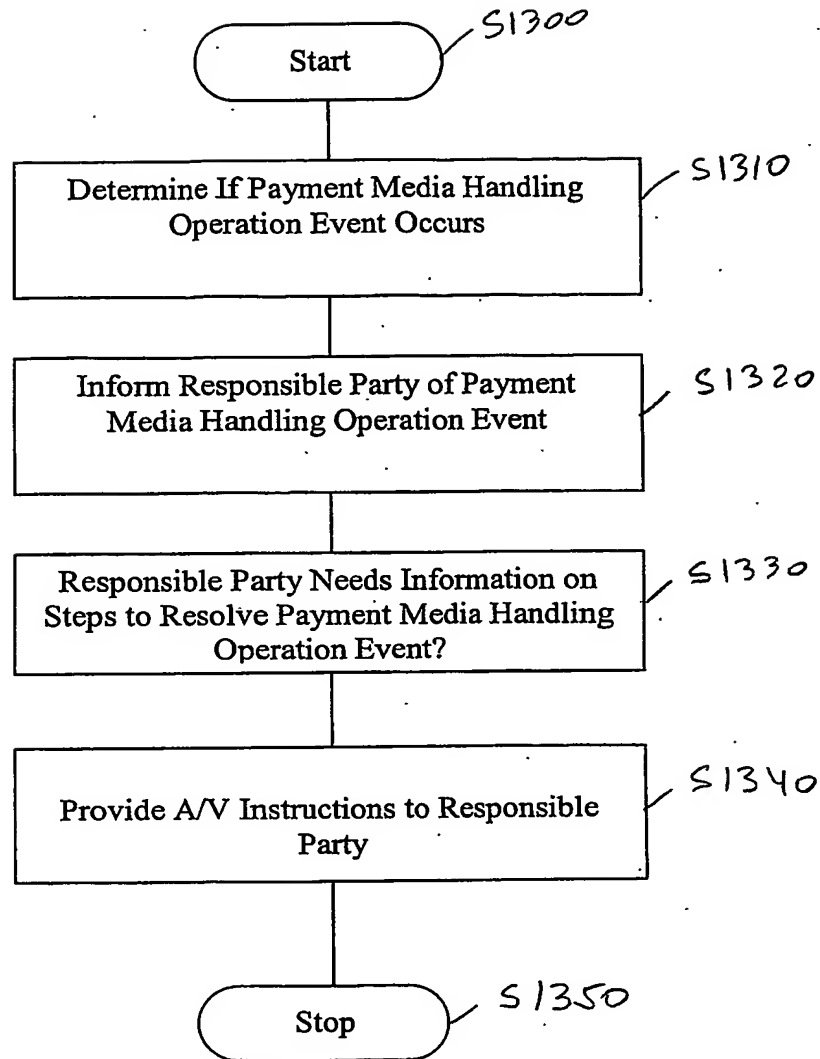 Start
S1300
Determine If Payment Media Handling
Operation Event Occurs
S1310
Inform Responsible Party of Payment
Media Handling Operation Event
S1320
Responsible Party Needs Information on
Steps to Resolve Payment Media Handling
Operation Event?
S1330
Provide A/V Instructions to Responsible
Party
S1340
Stop
S1350